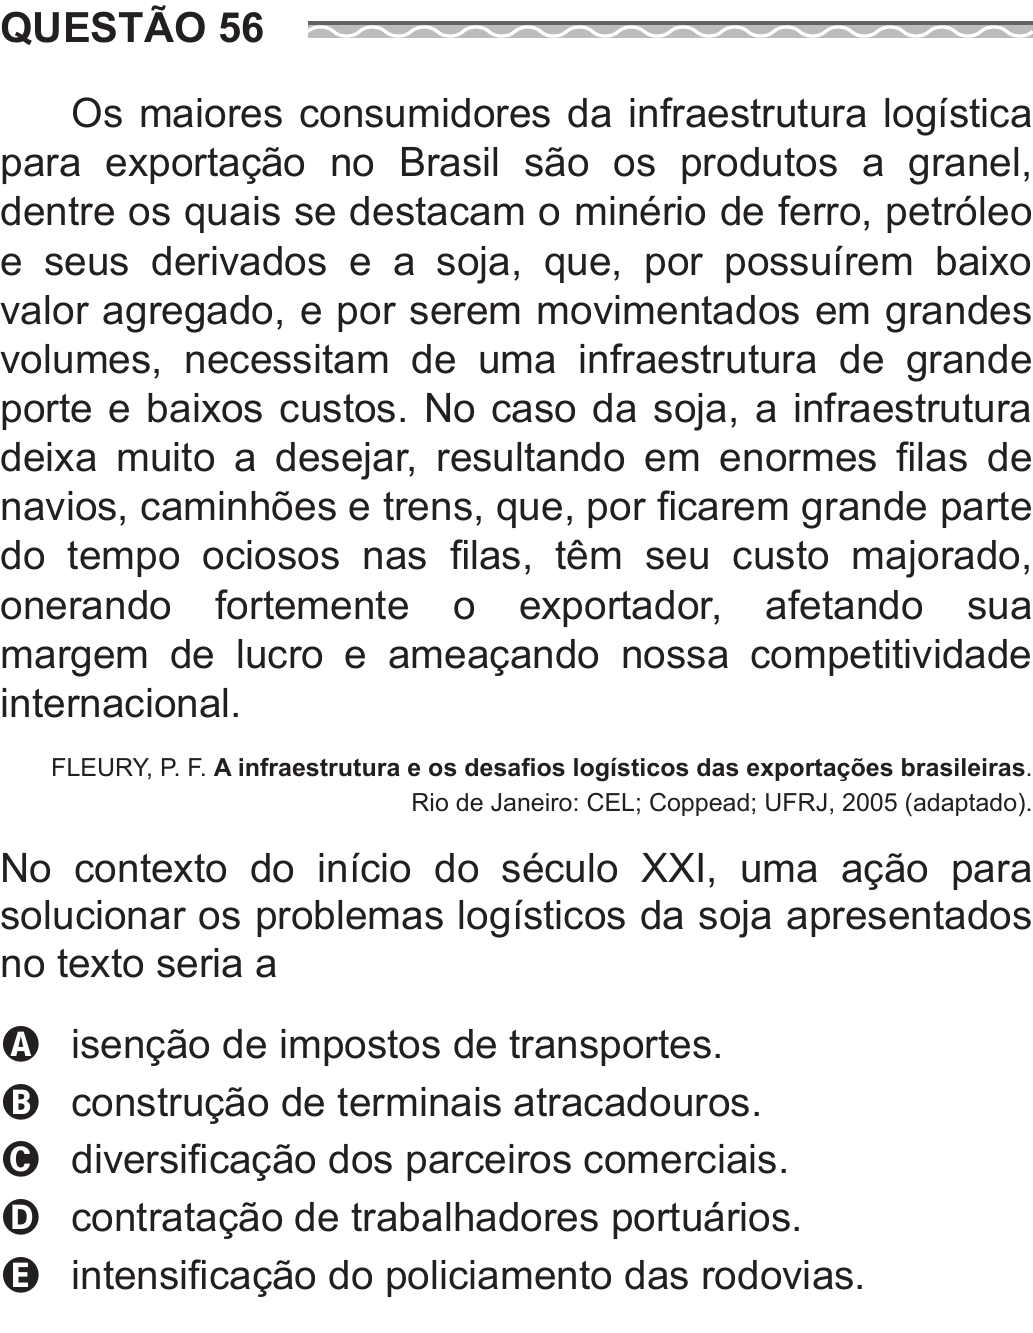 QUESTÃO 56
Os maiores consumidores da infraestrutura logística
para exportação no Brasil são os produtos a granel,
dentre os quais se destacam o minério de ferro, petróleo
e seus derivados e a soja, que, por possuírem baixo
valor agregado, e por serem movimentados em grandes
volumes, necessitam de uma infraestrutura de grande
porte e baixos custos. No caso da soja, a infraestrutura
deixa muito a desejar, resultando em enormes filas de
navios, caminhões e trens, que, por ficarem grande parte
do tempo ociosos nas filas, têm seu custo majorado,
onerando fortemente o exportador, afetando sua
margem de lucro e ameaçando nossa competitividade
internacional.
FLEURY, P. F. A infraestrutura e os desafios logísticos das exportações brasileiras.
Rio de Janeiro: CEL; Coppead; UFRJ, 2005 (adaptado).
No contexto do início do século XXI, uma ação para
solucionar os problemas logísticos da soja apresentados
no texto seria a
A isenção de impostos de transportes.
B construção de terminais atracadouros.
C diversificação dos parceiros comerciais.
D contratação de trabalhadores portuários.
E intensificação do policiamento das rodovias.